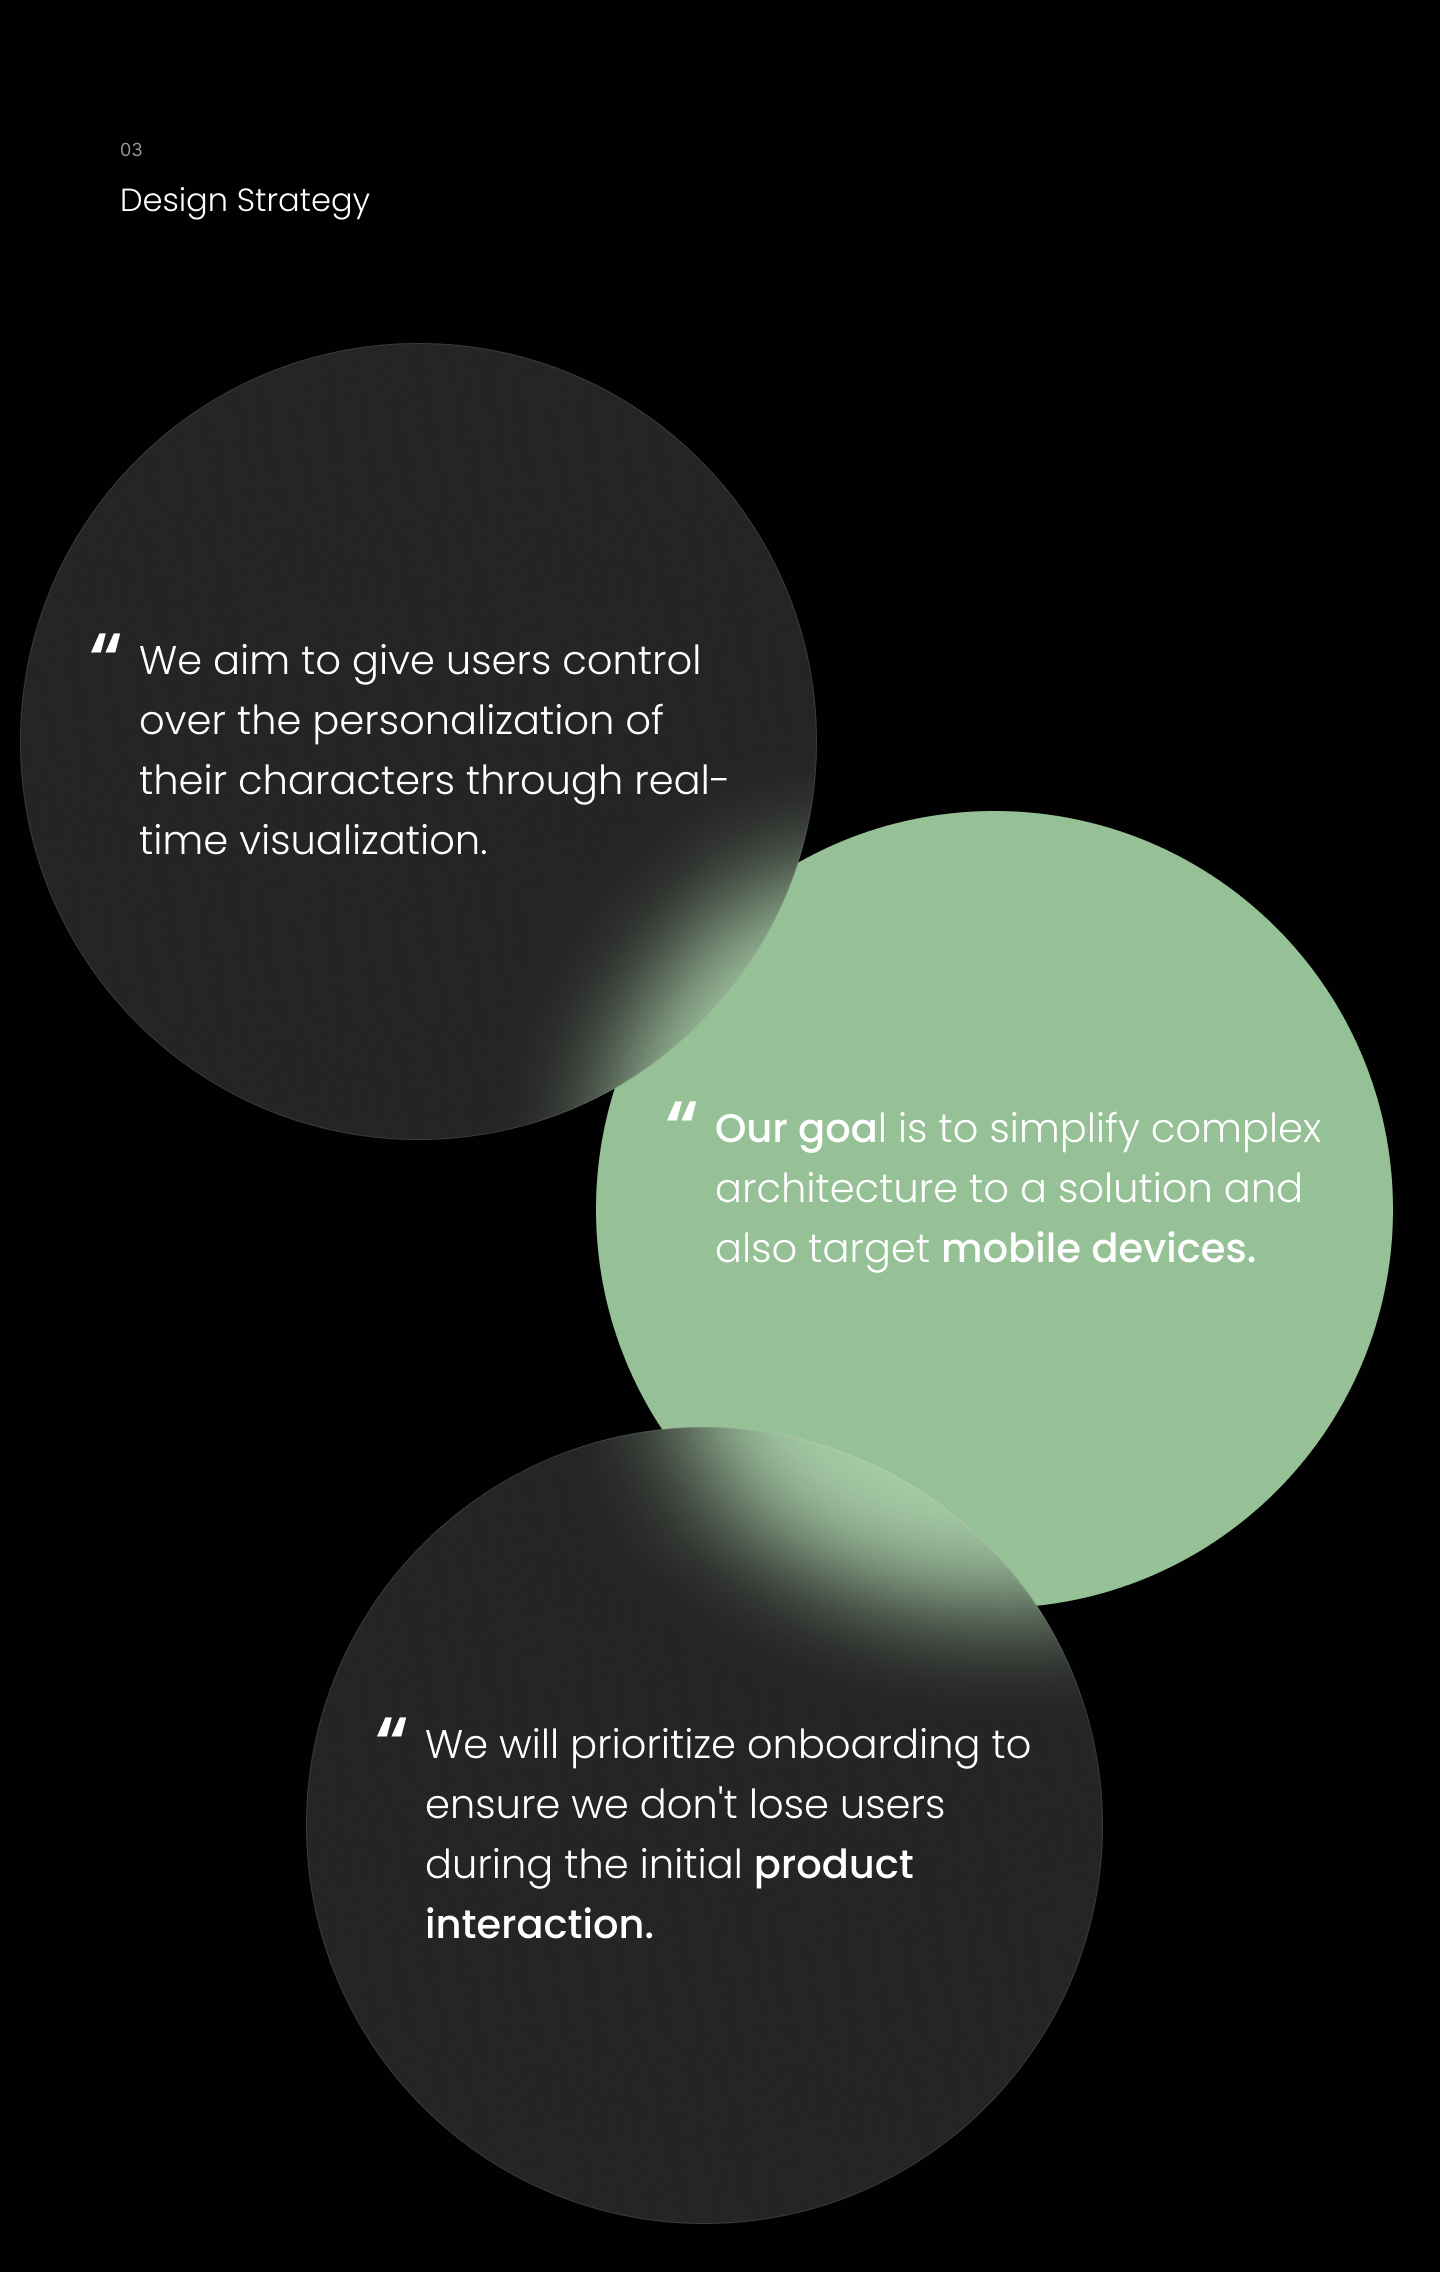 03
Design Strategy
“ We aim to give users control
over the personalization of
their characters through real-
time visualization.
“ Our goal is to simplify complex
architecture to a solution and
also target mobile devices.
“ We will prioritize onboarding to
ensure we don't lose users
during the initial product
interaction.